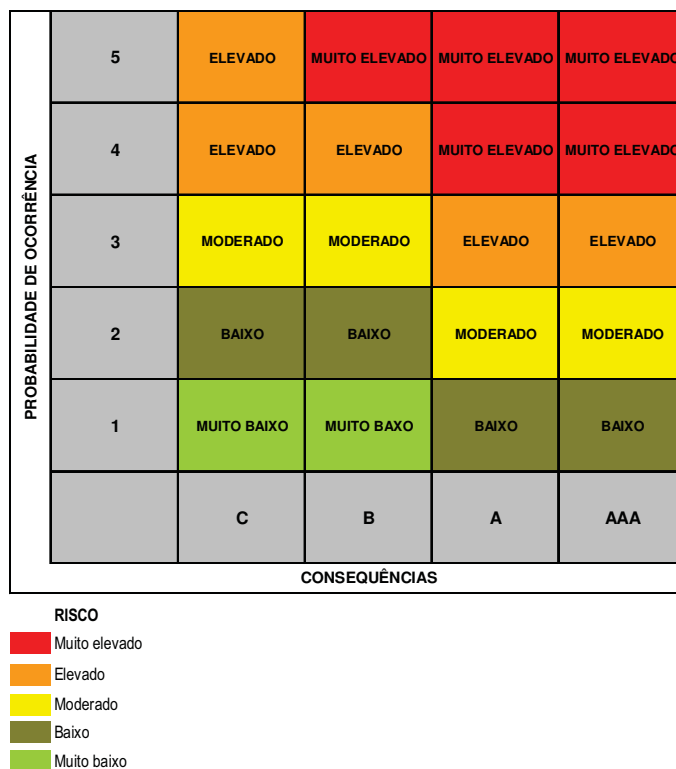 PROBABILIDADE DE OCORRÊNCIA
5 ELEVADO MUITO ELEVADO MUITO ELEVADO MUITO ELEVADO
4 ELEVADO ELEVADO MUITO ELEVADO MUITO ELEVADO
3 MODERADO MODERADO ELEVADO ELEVADO
2 BAIXO BAIXO MODERADO MODERADO
1 MUITO BAIXO MUITO BAXO BAIXO BAIXO
C B A AAA
CONSEQUÊNCIAS
RISCO
Muito elevado
Elevado
Moderado
Baixo
Muito baixo